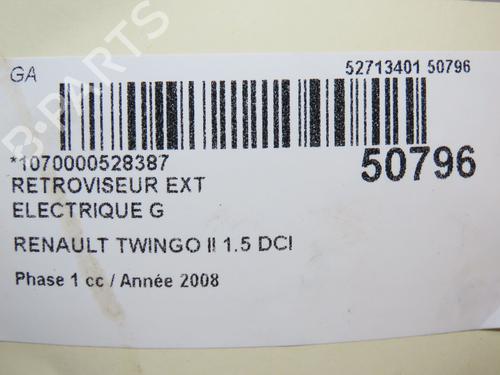 GA
52713401 50796
*1070000528387
50796
RETROVISEUR EXT
ELECTRIQUE G
RENAULT TWINGO II 1.5 DCI
Phase 1 cc / Année 2008
B-PARTS